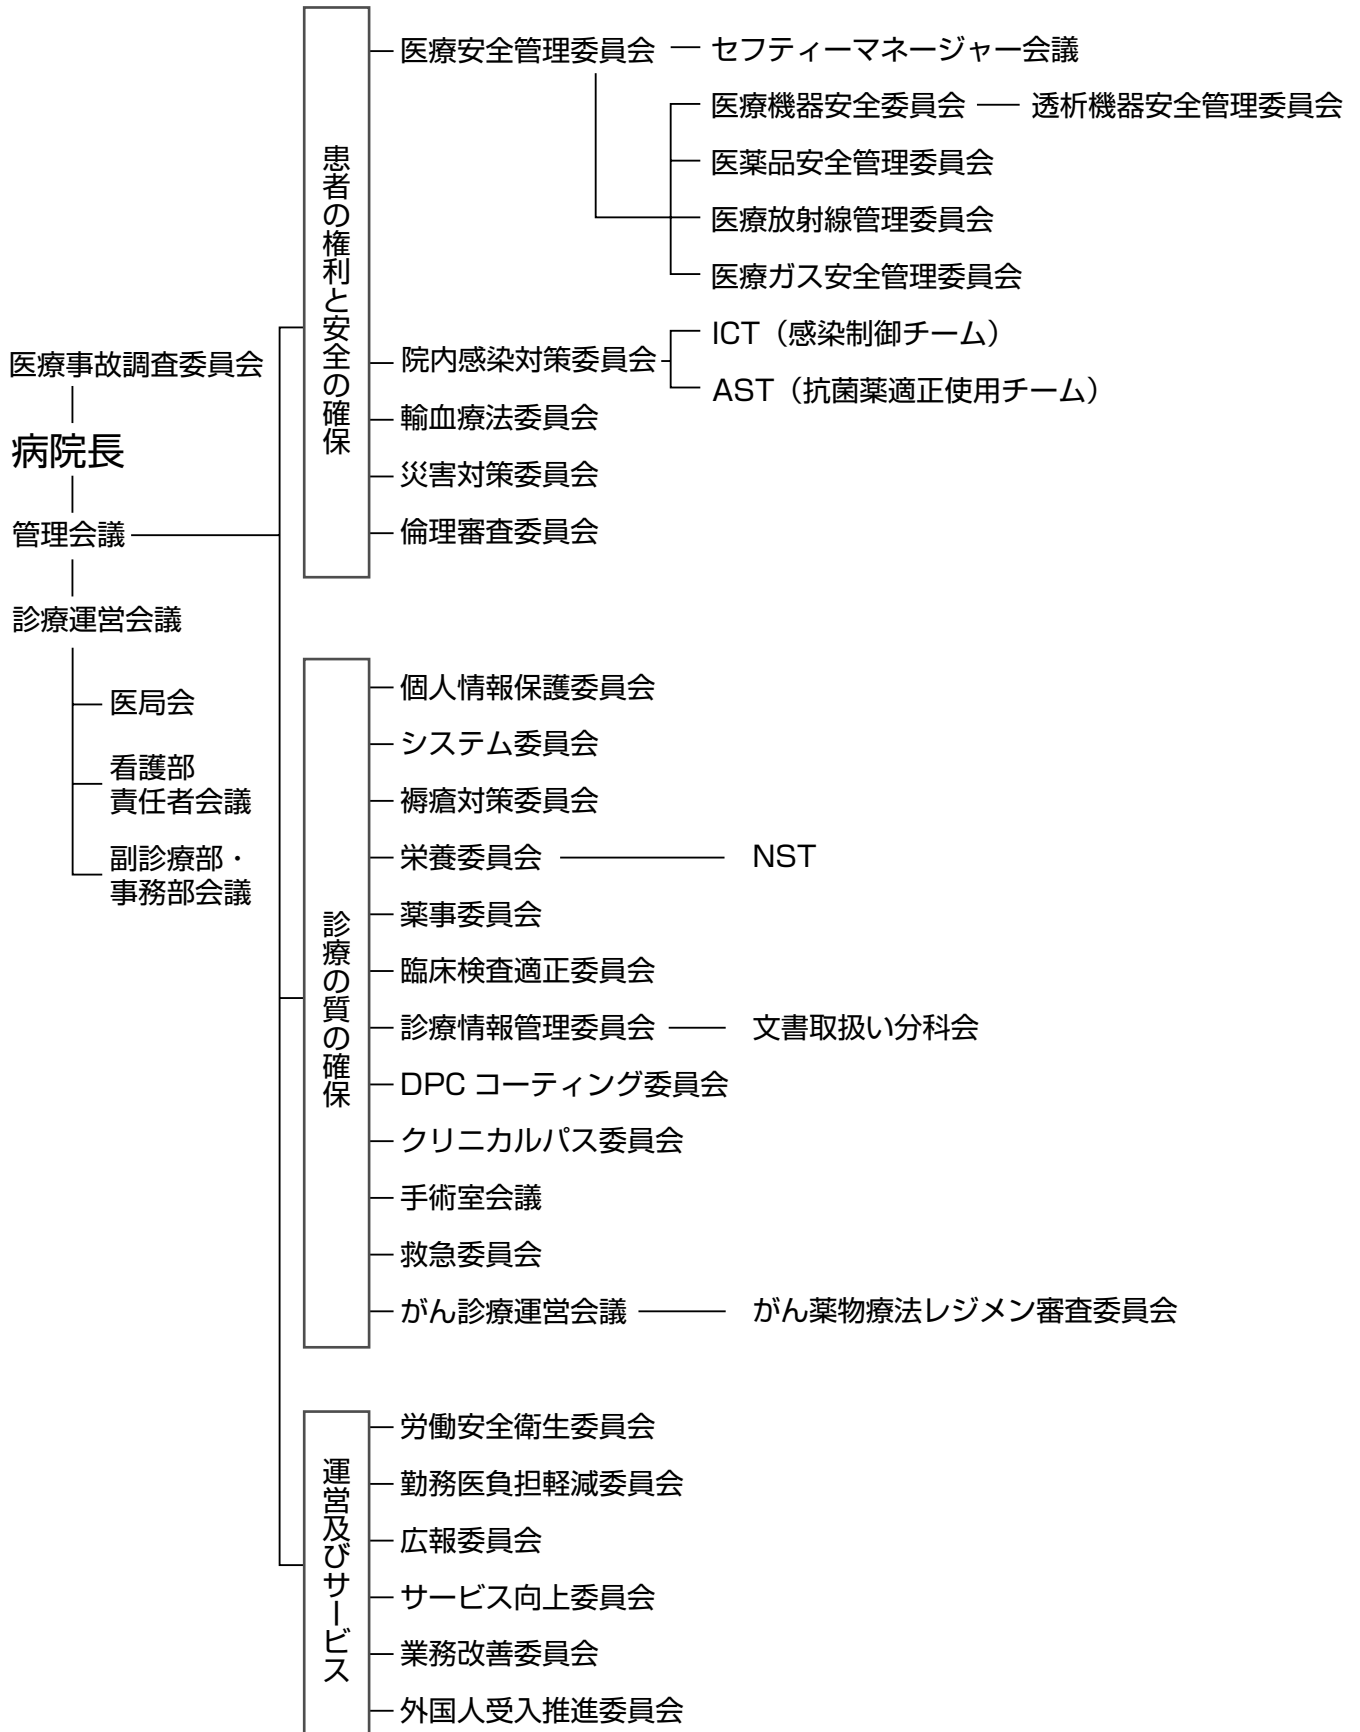 医療事故調査委員会
病院長
管理会議
診療運営会議
医局会
看護部
責任者会議
副診療部・
事務部会議
患者の権利と安全の確保
医療安全管理委員会
セフティーマネージャー会議
医療機器安全委員会
透析機器安全管理委員会
医薬品安全管理委員会
医療放射線管理委員会
医療ガス安全管理委員会
院内感染対策委員会
ICT（感染制御チーム）
AST（抗菌薬適正使用チーム）
輸血療法委員会
災害対策委員会
倫理審査委員会
診療の質の確保
個人情報保護委員会
システム委員会
褥瘡対策委員会
栄養委員会
NST
薬事委員会
臨床検査適正委員会
診療情報管理委員会
文書取扱い分科会
DPC コーティング委員会
クリニカルパス委員会
手術室会議
救急委員会
がん診療運営会議
がん薬物療法レジメン審査委員会
運営及びサービス
労働安全衛生委員会
勤務医負担軽減委員会
広報委員会
サービス向上委員会
業務改善委員会
外国人受入推進委員会